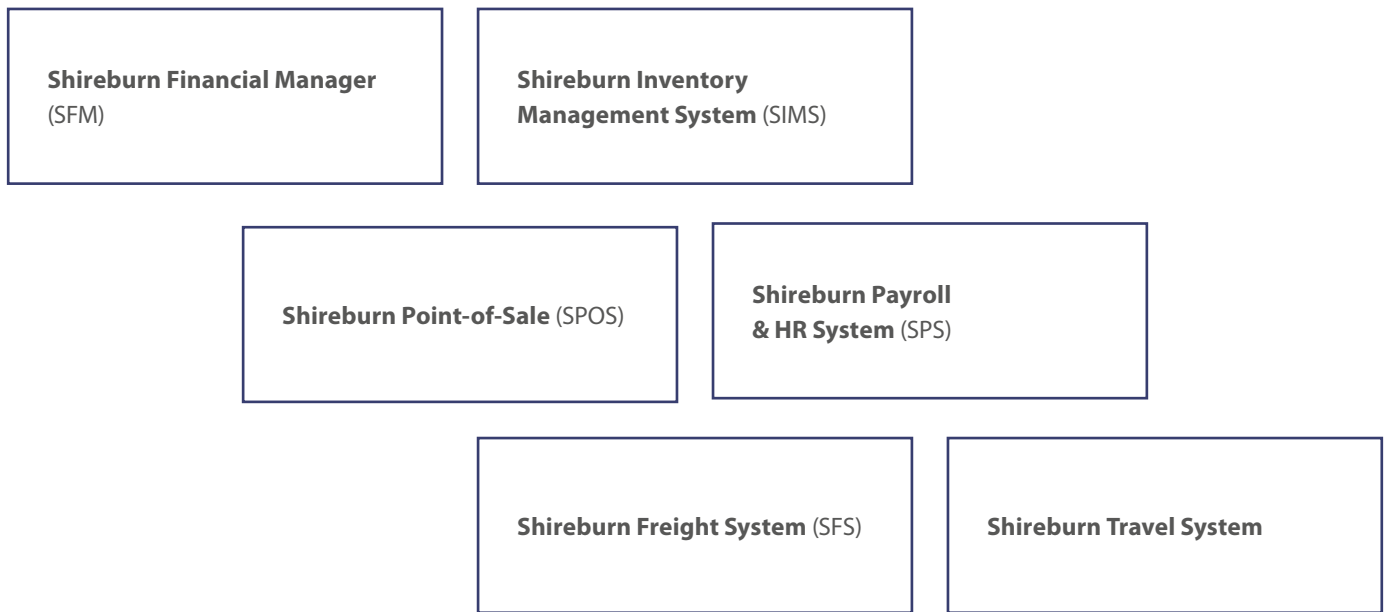 Shireburn Financial Manager
(SFM)
Shireburn Inventory
Management System (SIMS)
Shireburn Point-of-Sale (SPOS)
Shireburn Payroll
& HR System (SPS)
Shireburn Freight System (SFS)
Shireburn Travel System